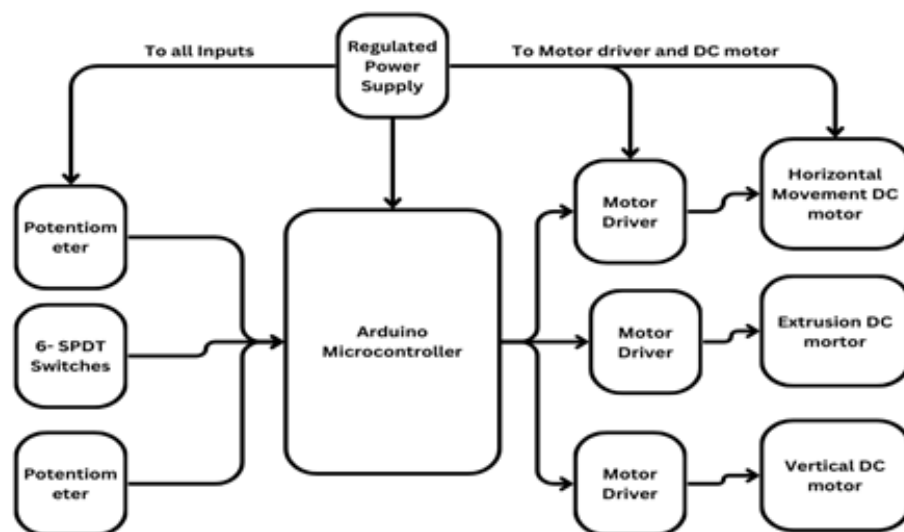 To all Inputs
Regulated
Power
Supply
To Motor driver and DC motor
Potentiom
eter
6- SPDT
Switches
Potentiom
eter
Arduino
Microcontroller
Motor
Driver
Horizontal
Movement DC
motor
Motor
Driver
Extrusion DC
mortor
Motor
Driver
Vertical DC
motor